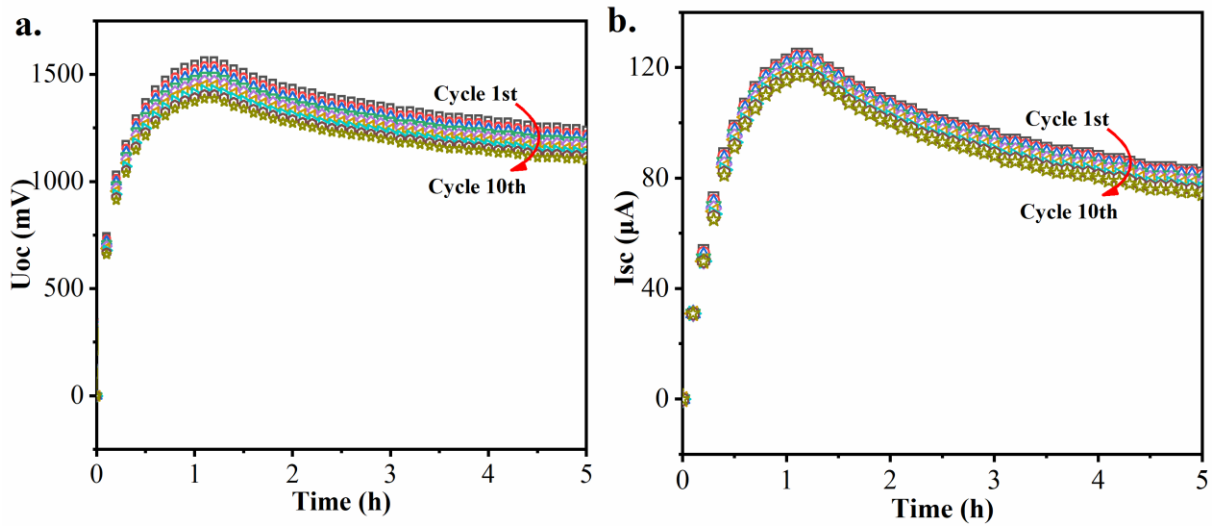 a.
Uoc (mV)
1500
1000
500
0
Cycle 1st
Cycle 10th
0 1 2 3 4 5
Time (h)
b.
Isc (μA)
120
80
40
0
Cycle 1st
Cycle 10th
0 1 2 3 4 5
Time (h)